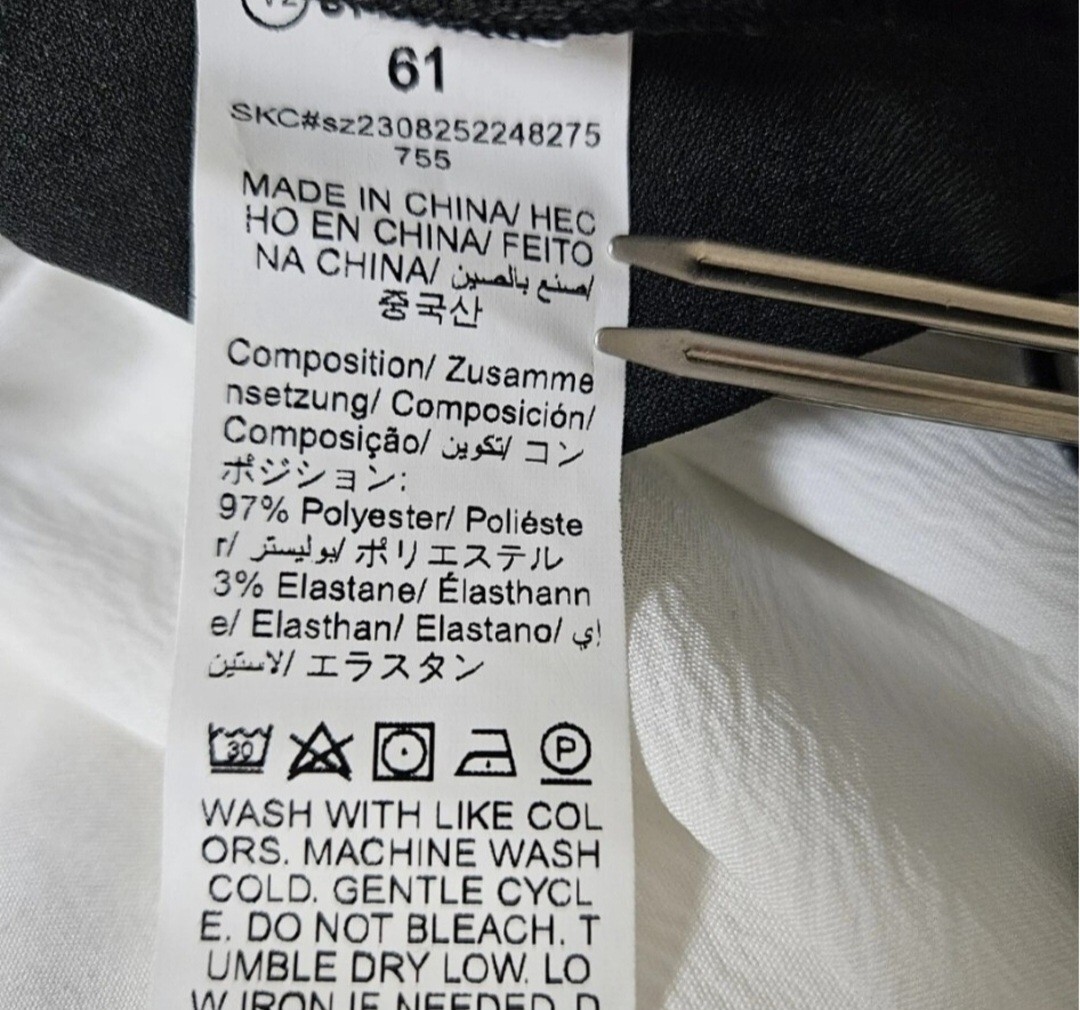 61
SKC#sz2308252248275
755
MADE IN CHINA/ HEC
HO EN CHINA/ FEITO
NA CHINA/ صنع بالصين/
중국산
Composition/ Zusamme
nsetzung/ Composición/
Composição/ تكوين/ コン
ポジション:
97% Polyester/ Poliéste
r/ بوليستر/ ポリエステル
3% Elastane/ Élasthann
e/ Elasthan/ Elastano/ إي
لاستين/ エラスタン
30
P
WASH WITH LIKE COL
ORS. MACHINE WASH
COLD. GENTLE CYCL
E. DO NOT BLEACH. T
UMBLE DRY LOW. LO
W IRON IF NEEDED. D